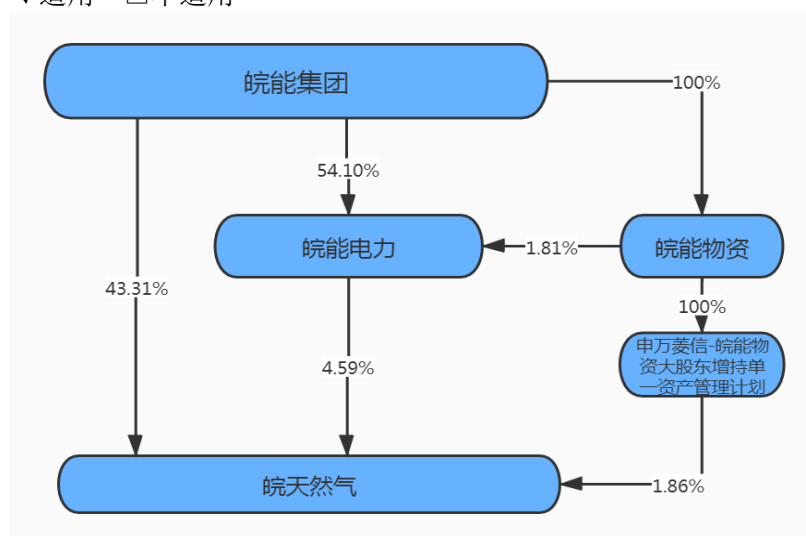 皖能集团
100%
54.10%
皖能电力
1.81%
皖能物资
43.31%
100%
4.59%
申万菱信-皖能物
资大股东增持单
一资产管理计划
皖天然气
1.86%